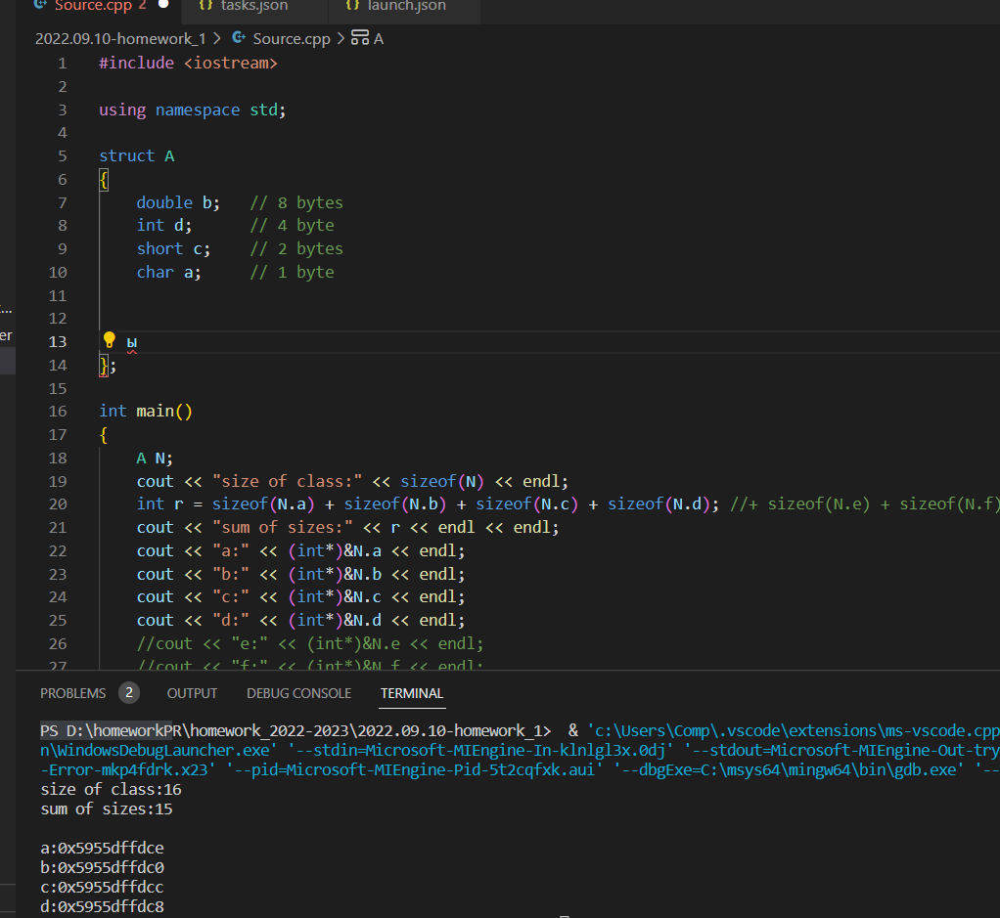 Source.cpp 2 tasks.json launch.json
2022.09.10-homework_1 > Source.cpp > A
1 #include <iostream>
2
3 using namespace std;
4
5 struct A
6 {
7 double b; // 8 bytes
8 int d; // 4 byte
9 short c; // 2 bytes
10 char a; // 1 byte
11
12
13 ы
14 };
15
16 int main()
17 {
18 A N;
19 cout << "size of class:" << sizeof(N) << endl;
20 int r = sizeof(N.a) + sizeof(N.b) + sizeof(N.c) + sizeof(N.d); //+ sizeof(N.e) + sizeof(N.f)
21 cout << "sum of sizes:" << r << endl << endl;
22 cout << "a:" << (int*)&N.a << endl;
23 cout << "b:" << (int*)&N.b << endl;
24 cout << "c:" << (int*)&N.c << endl;
25 cout << "d:" << (int*)&N.d << endl;
26 //cout << "e:" << (int*)&N.e << endl;
27 //cout << "f:" << (int*)&N.f << endl;
PROBLEMS 2 OUTPUT DEBUG CONSOLE TERMINAL
PS D:\homeworkPR\homework_2022-2023\2022.09.10-homework_1> & 'c:\Users\Comp\.vscode\extensions\ms-vscode.cpp
n\WindowsDebugLauncher.exe' '--stdin=Microsoft-MIEngine-In-klnlgl3x.0dj' '--stdout=Microsoft-MIEngine-Out-try
-Error-mkp4fdrk.x23' '--pid=Microsoft-MIEngine-Pid-5t2cqfxk.aui' '--dbgExe=C:\msys64\mingw64\bin\gdb.exe' '--
size of class:16
sum of sizes:15

a:0x5955dffdce
b:0x5955dffdc0
c:0x5955dffdcc
d:0x5955dffdc8